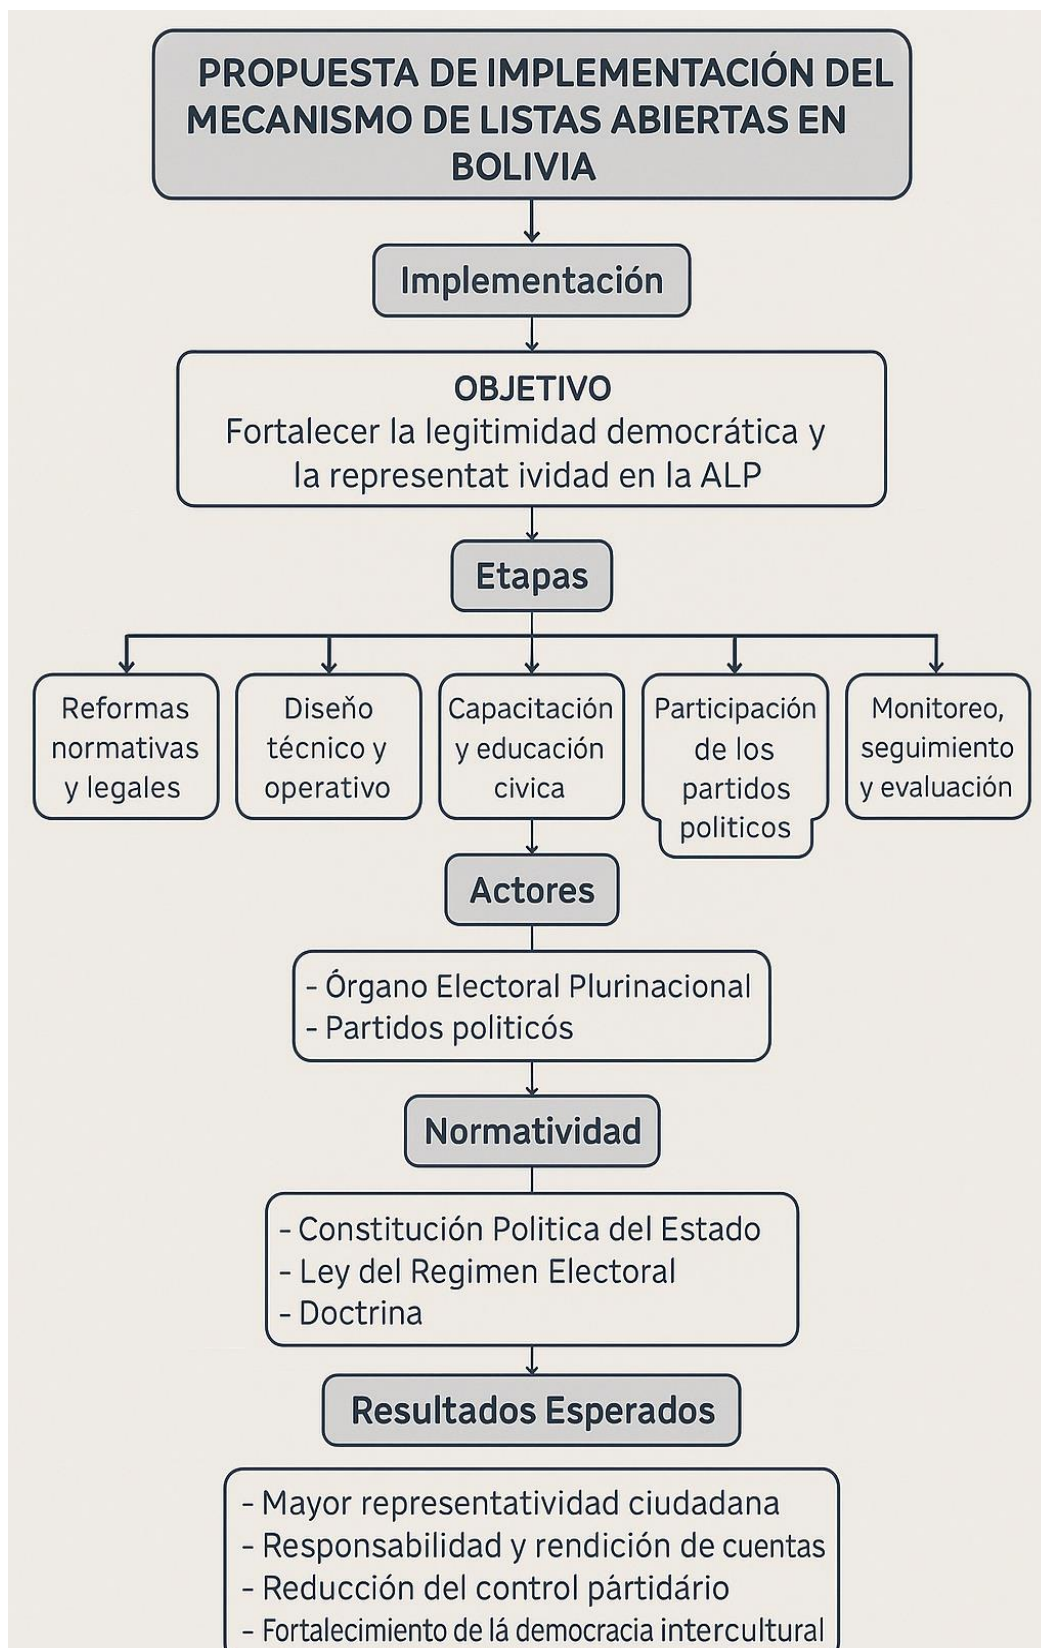 PROPUESTA DE IMPLEMENTACIÓN DEL
MECANISMO DE LISTAS ABIERTAS EN
BOLIVIA
Implementación
OBJETIVO
Fortalecer la legitimidad democrática y
la representat ividad en la ALP
Etapas
Reformas
normativas
y legales
Diseňo
técnico y
operativo
Capacitación
y educación
civica
Participación
de los
partidos
politicos
Monitoreo,
seguimiento
y evaluación
Actores
- Órgano Electoral Plurinacional
- Partidos politicós
Normatividad
- Constitución Politica del Estado
- Ley del Regimen Electoral
- Doctrina
Resultados Esperados
- Mayor representatividad ciudadana
- Responsabilidad y rendición de cuentas
- Reducción del control pártidário
- Fortalecimiento de lá democracia intercultural